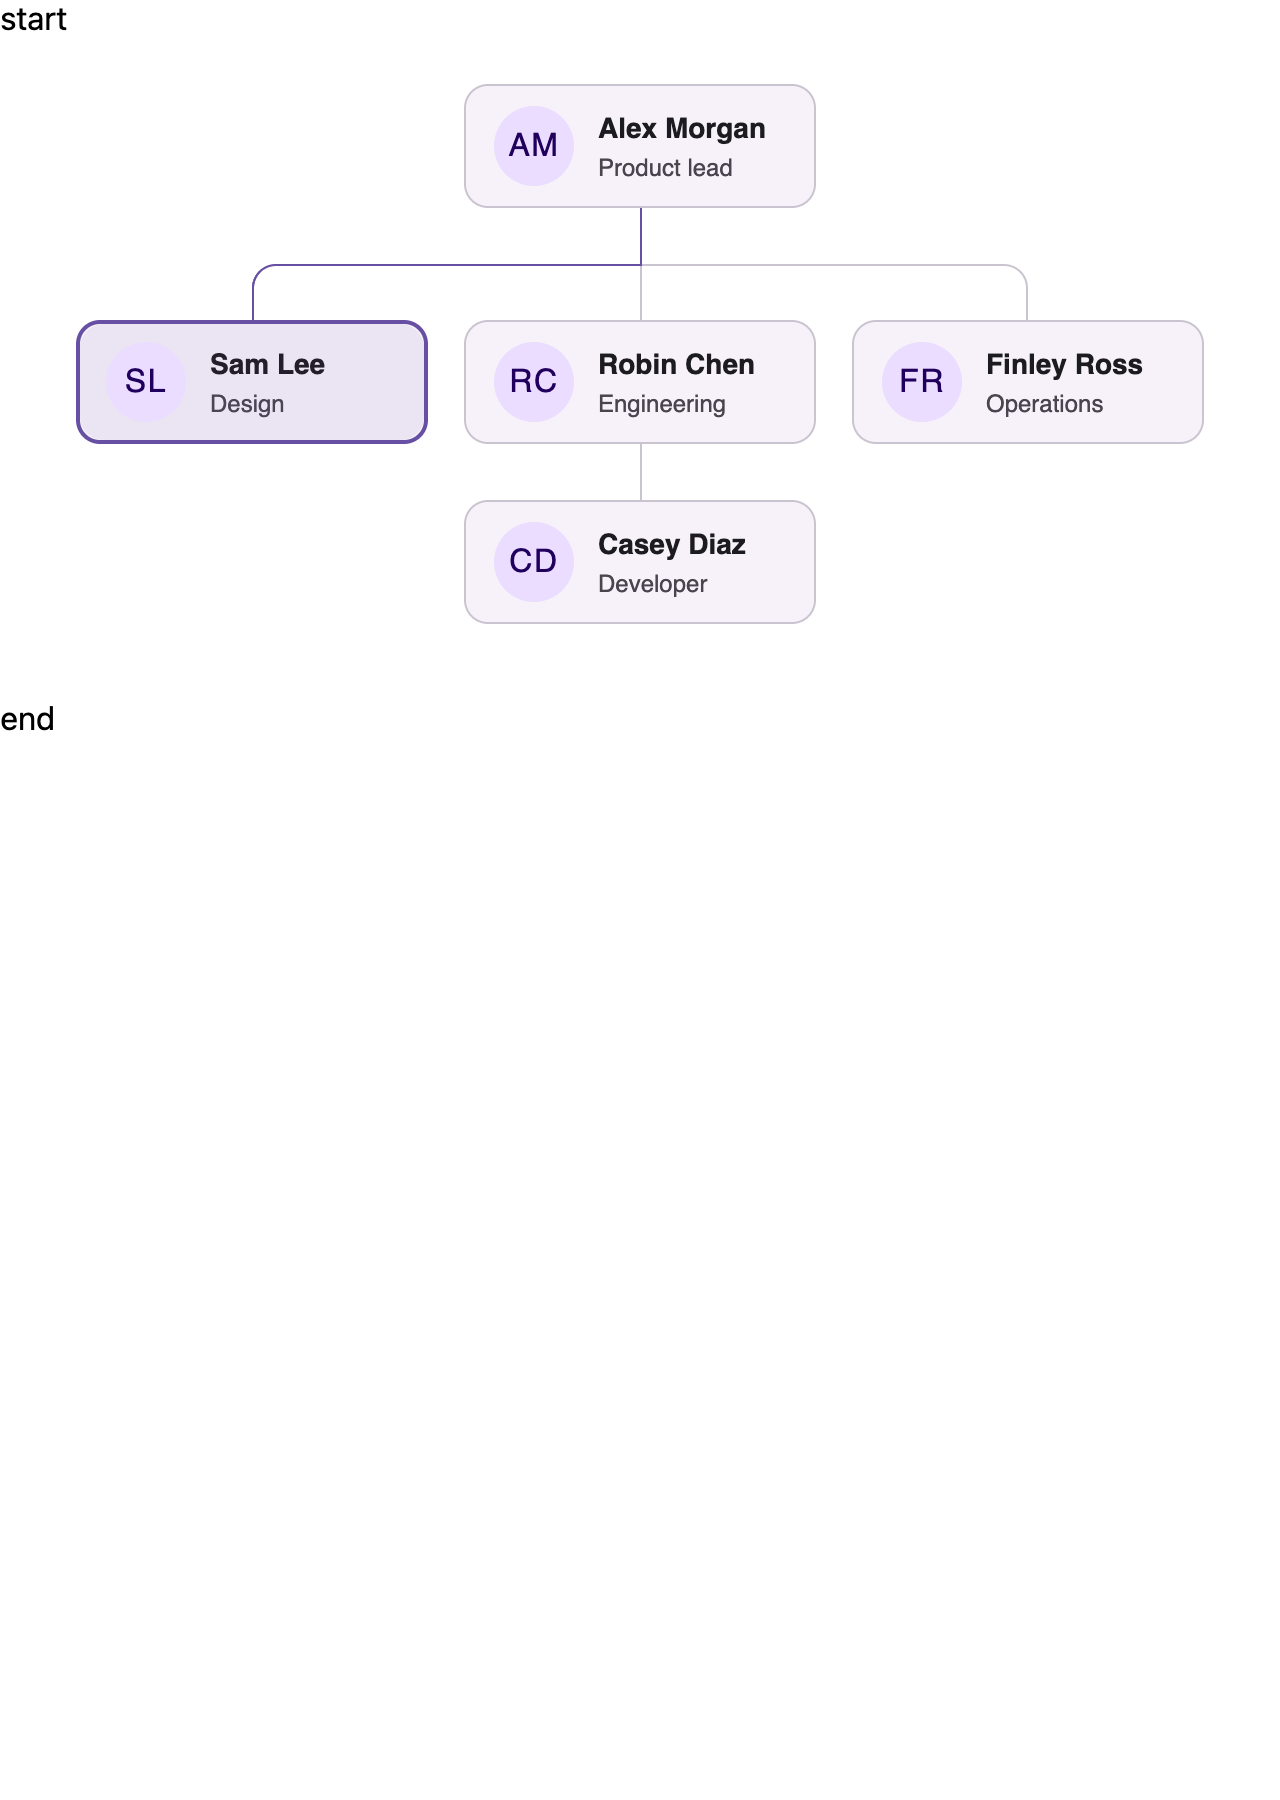 start
AM
Alex Morgan
Product lead
SL
Sam Lee
Design
RC
Robin Chen
Engineering
FR
Finley Ross
Operations
CD
Casey Diaz
Developer
end